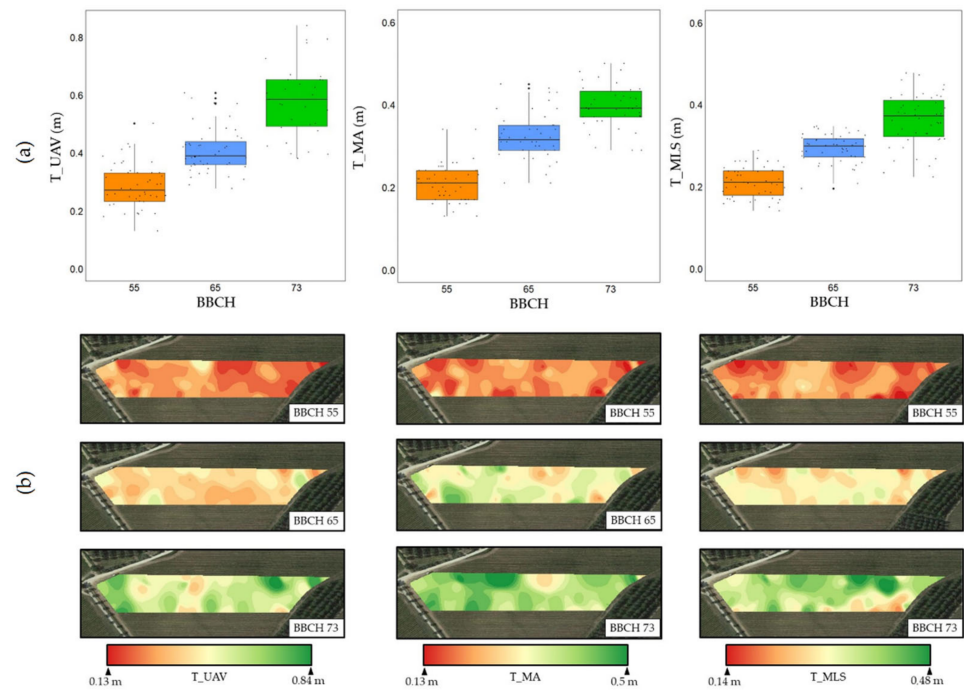 (a)
T_UAV (m)
0.8
0.6
0.4
0.2
0.0
55 65 73
BBCH
T_MA (m)
0.6
0.4
0.2
0.0
55 65 73
BBCH
T_MLS (m)
0.6
0.4
0.2
0.0
55 65 73
BBCH
(b)
BBCH 55
BBCH 55
BBCH 55
BBCH 65
BBCH 65
BBCH 65
BBCH 73
BBCH 73
BBCH 73
0.13 m T_UAV 0.84 m
0.13 m T_MA 0.5 m
0.14 m T_MLS 0.48 m